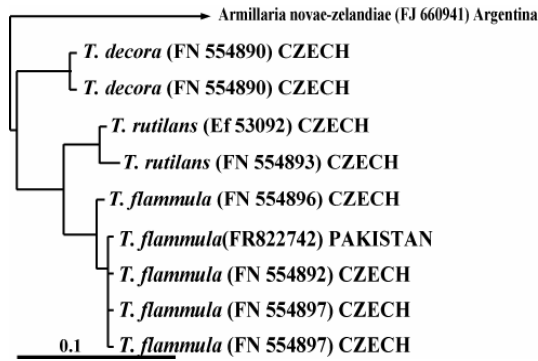 Armillaria novae-zelandiae (FJ 660941) Argentina
T. decora (FN 554890) CZECH
T. decora (FN 554890) CZECH
T. rutilans (Ef 53092) CZECH
T. rutilans (FN 554893) CZECH
T. flammula (FN 554896) CZECH
T. flammula(FR822742) PAKISTAN
T. flammula (FN 554892) CZECH
T. flammula (FN 554897) CZECH
T. flammula (FN 554897) CZECH
0.1